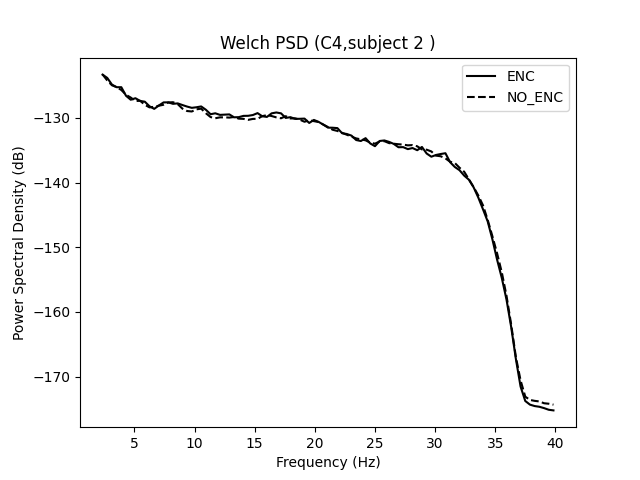 Welch PSD (C4,subject 2 )
ENC
NO_ENC
Power Spectral Density (dB)
−130
−140
−150
−160
−170
5 10 15 20 25 30 35 40
Frequency (Hz)